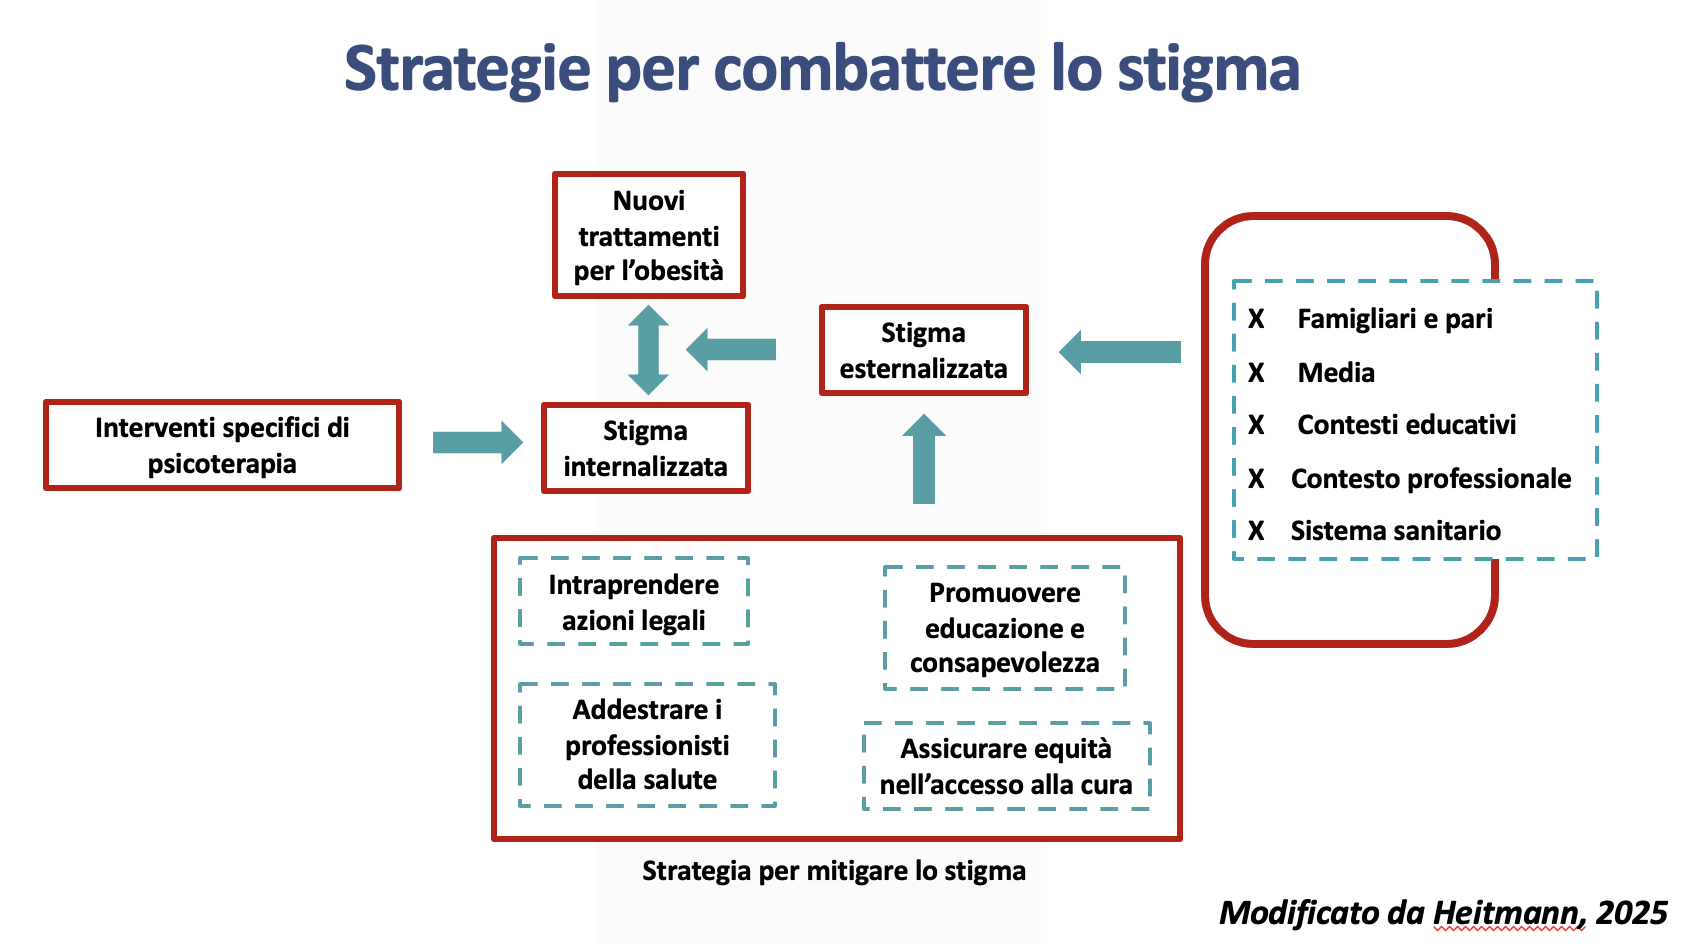 Strategie per combattere lo stigma
Nuovi
trattamenti
per l’obesità
Stigma
esternalizzata
X Famigliari e pari
X Media
X Contesti educativi
X Contesto professionale
X Sistema sanitario
Interventi specifici di
psicoterapia
Stigma
internalizzata
Intraprendere
azioni legali
Promuovere
educazione e
consapevolezza
Addestrare i
professionisti
della salute
Assicurare equità
nell’accesso alla cura
Strategia per mitigare lo stigma
Modificato da Heitmann, 2025